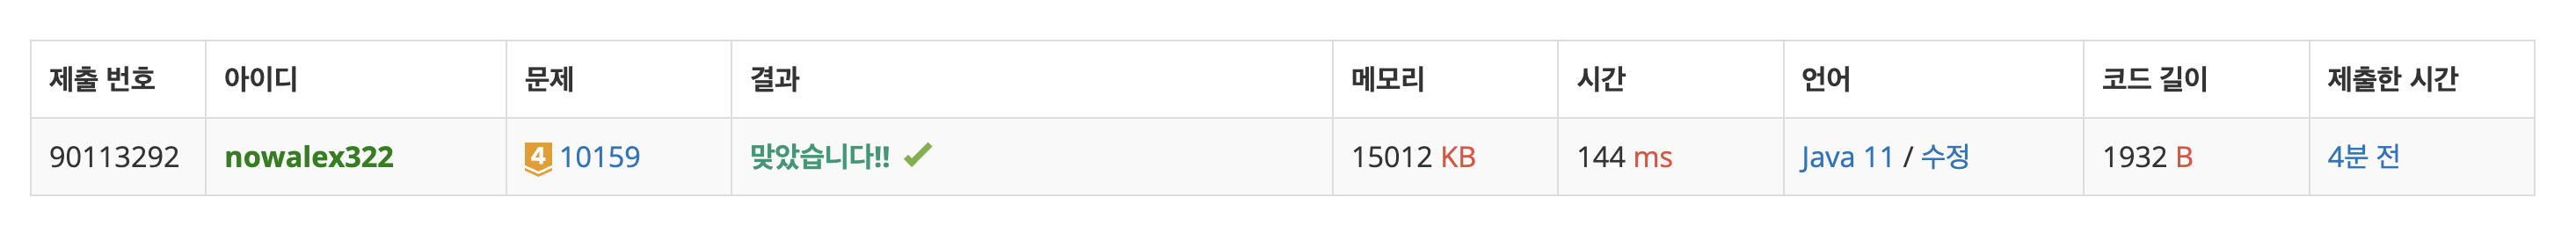 제출 번호 아이디 문제 결과 메모리 시간 언어 코드 길이 제출한 시간
90113292 nowalex322 4 10159 맞았습니다!! 15012 KB 144 ms Java 11 / 수정 1932 B 4분 전